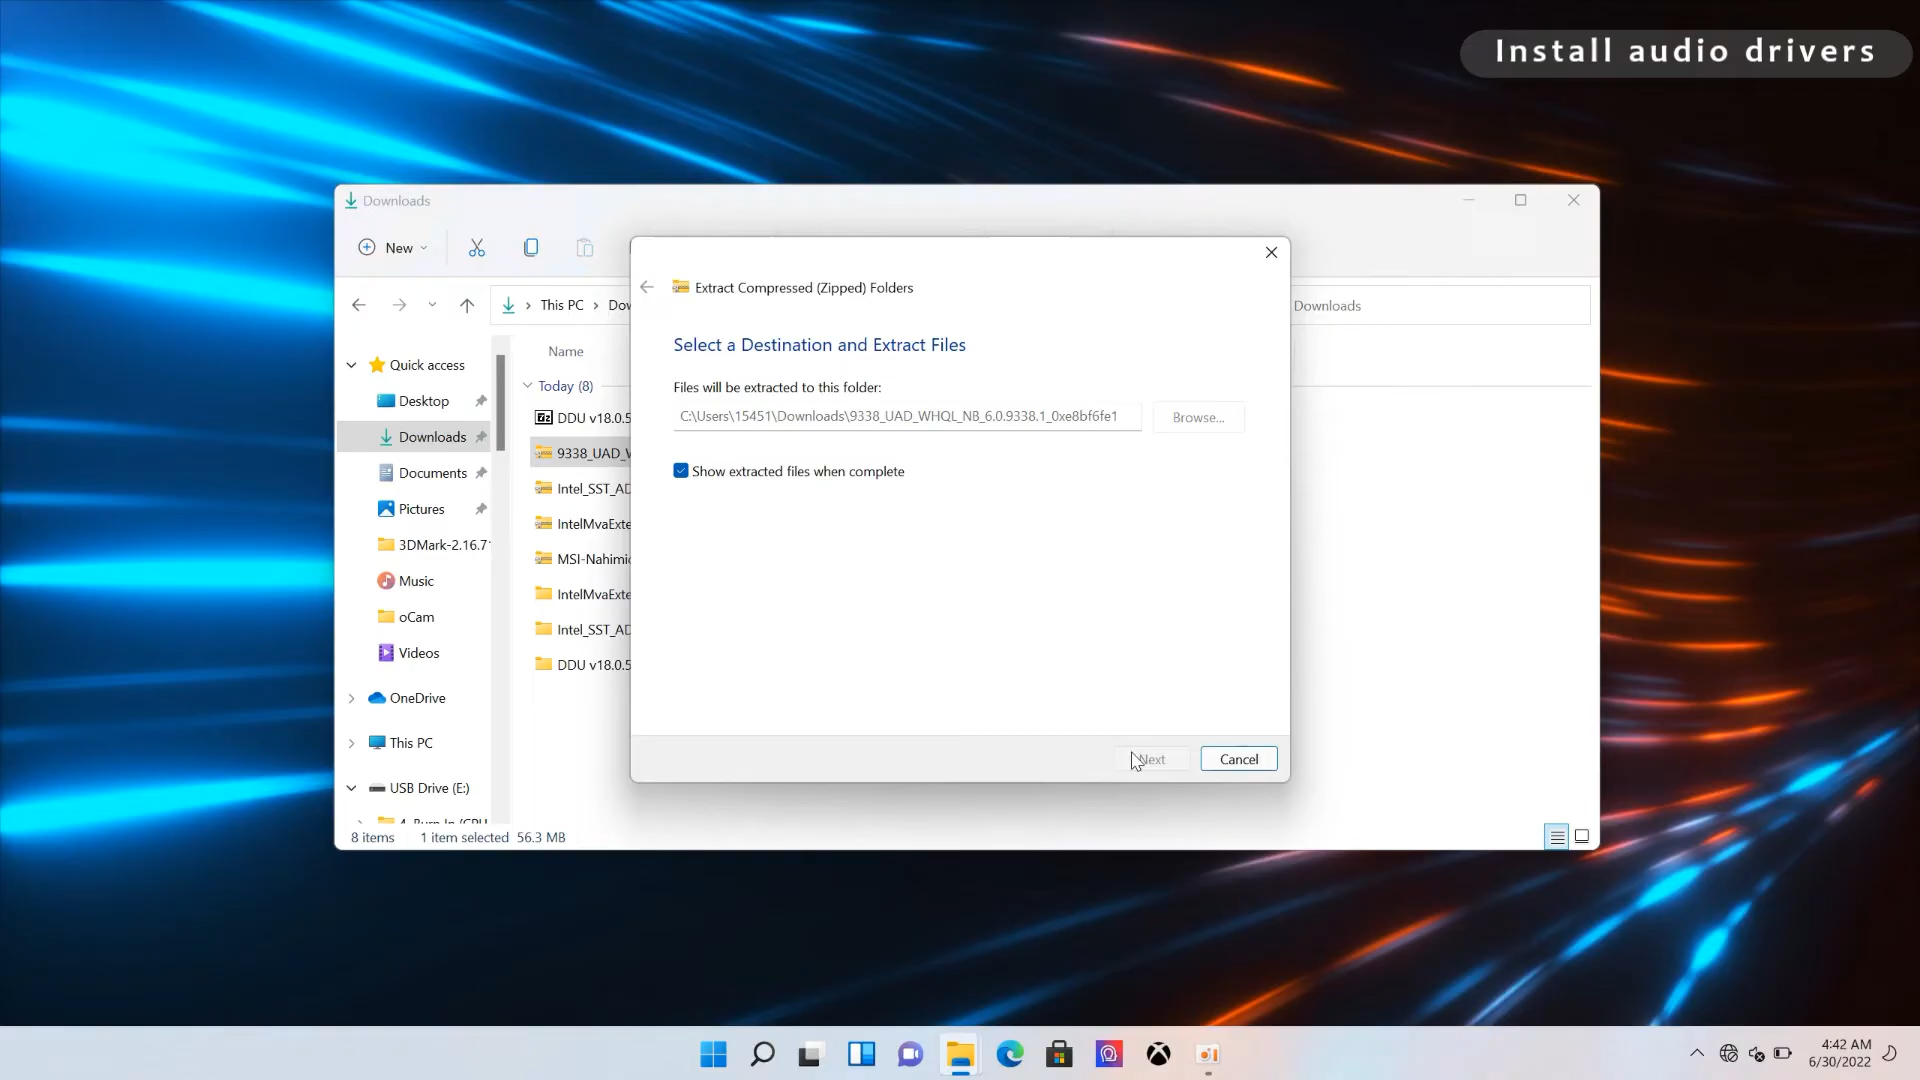 Install audio drivers
Downloads
New
Extract Compressed (Zipped) Folders
This PC > Dow
Downloads
Select a Destination and Extract Files
Name
Quick access
Today (8)
Files will be extracted to this folder:
Desktop
DDU v18.0.5
C:\Users\15451\Downloads\9338_UAD_WHQL_NB_6.0.9338.1_0xe8bf6fe1
Browse...
Downloads
9338_UAD_W
Documents
Show extracted files when complete
Intel_SST_AD
Pictures
IntelMvaExte
3DMark-2.16.7
MSI-Nahimic
Music
IntelMvaExte
oCam
Intel_SST_AD
Videos
DDU v18.0.5
OneDrive
This PC
Next
Cancel
USB Drive (E:)
8 items
1 item selected 56.3 MB
4:42 AM
6/30/2022